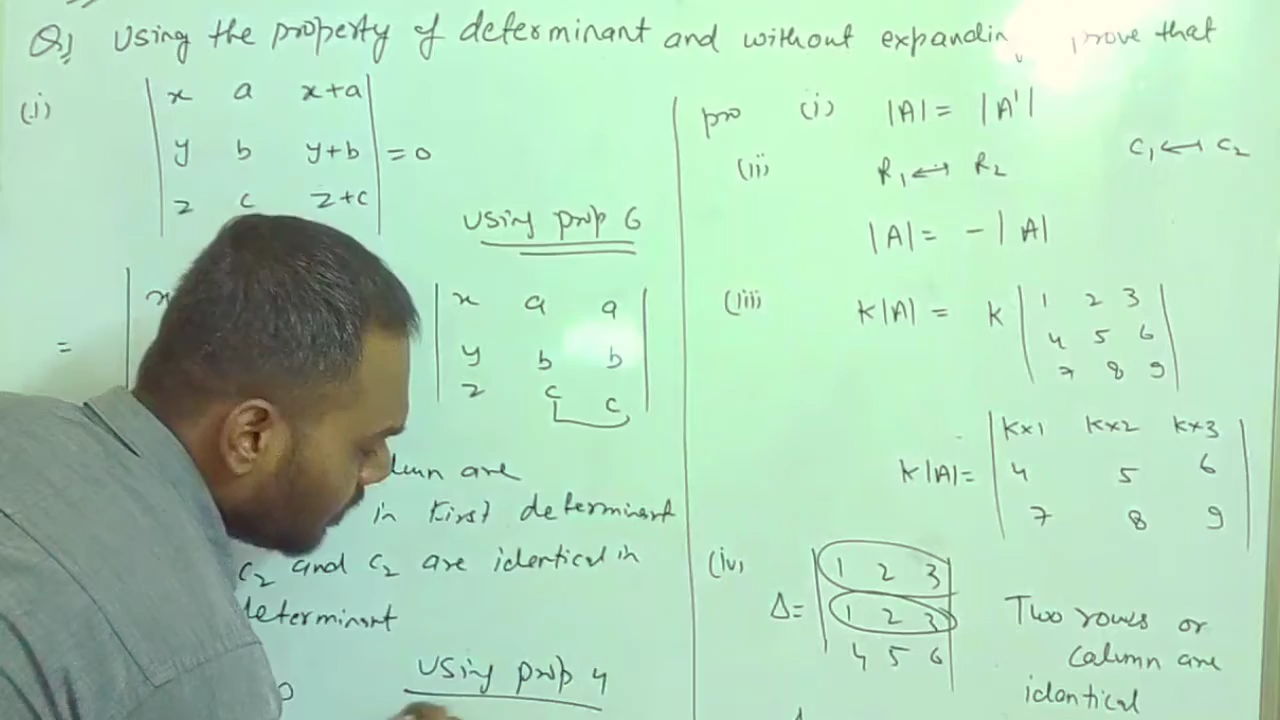 Q.) Using the property of determinant and without expandin prove that
(i)
x a x+a
y b y+b = 0
z c z+c
Using prop 6
=
x a a
y b b
z c c
lumn are
in First determinant
C2 and C2 are identical in
determinant
0
Using prop 4
pro (i) |A| = |A'|
(ii) R1 ↔ R2 C1 ↔ C2
|A| = - |A|
(iii) K|A| = K
1 2 3
4 5 6
7 8 9
K|A| =
K×1 K×2 K×3
4 5 6
7 8 9
(iv) Δ =
1 2 3
1 2 3
4 5 6
Two rows or
Column are
identical